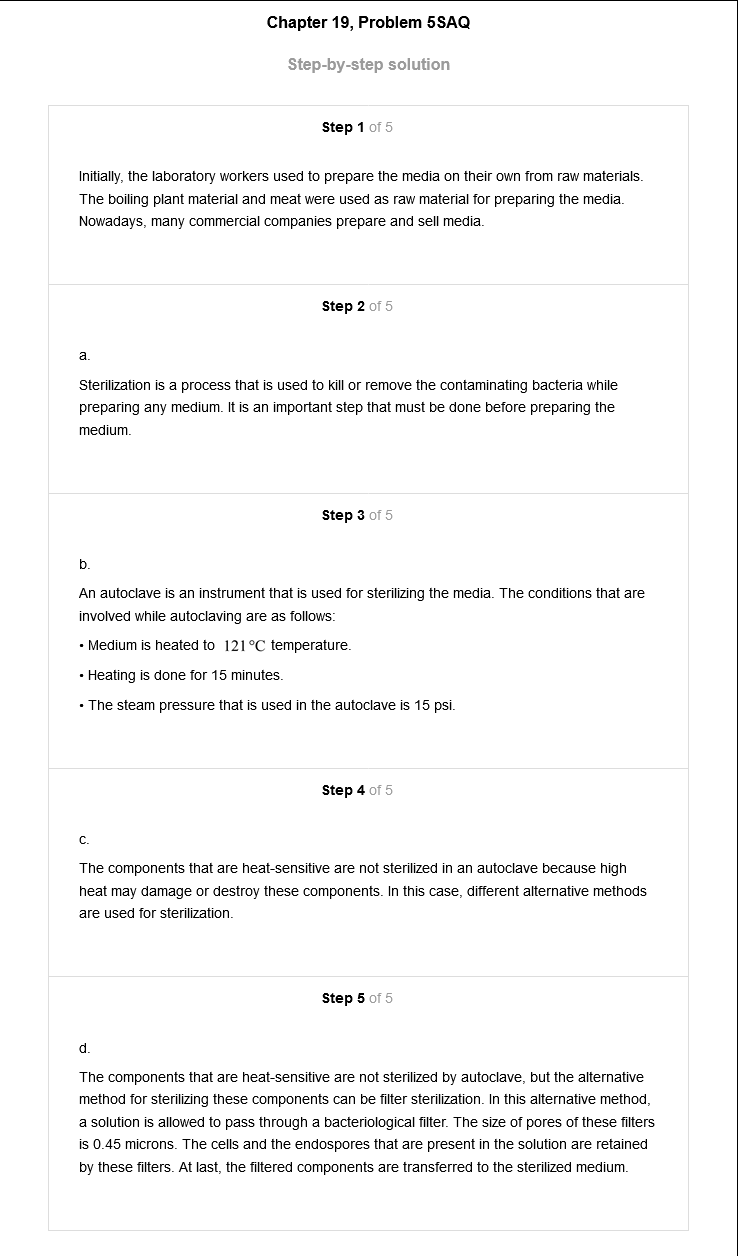 Chapter 19, Problem 5SAQ
Step-by-step solution
Step 1 of 5
Initially, the laboratory workers used to prepare the media on their own from raw materials.
The boiling plant material and meat were used as raw material for preparing the media.
Nowadays, many commercial companies prepare and sell media.
Step 2 of 5
a.
Sterilization is a process that is used to kill or remove the contaminating bacteria while
preparing any medium. It is an important step that must be done before preparing the
medium.
Step 3 of 5
b.
An autoclave is an instrument that is used for sterilizing the media. The conditions that are
involved while autoclaving are as follows:
• Medium is heated to 121°C temperature.
• Heating is done for 15 minutes.
• The steam pressure that is used in the autoclave is 15 psi.
Step 4 of 5
c.
The components that are heat-sensitive are not sterilized in an autoclave because high
heat may damage or destroy these components. In this case, different alternative methods
are used for sterilization.
Step 5 of 5
d.
The components that are heat-sensitive are not sterilized by autoclave, but the alternative
method for sterilizing these components can be filter sterilization. In this alternative method,
a solution is allowed to pass through a bacteriological filter. The size of pores of these filters
is 0.45 microns. The cells and the endospores that are present in the solution are retained
by these filters. At last, the filtered components are transferred to the sterilized medium.